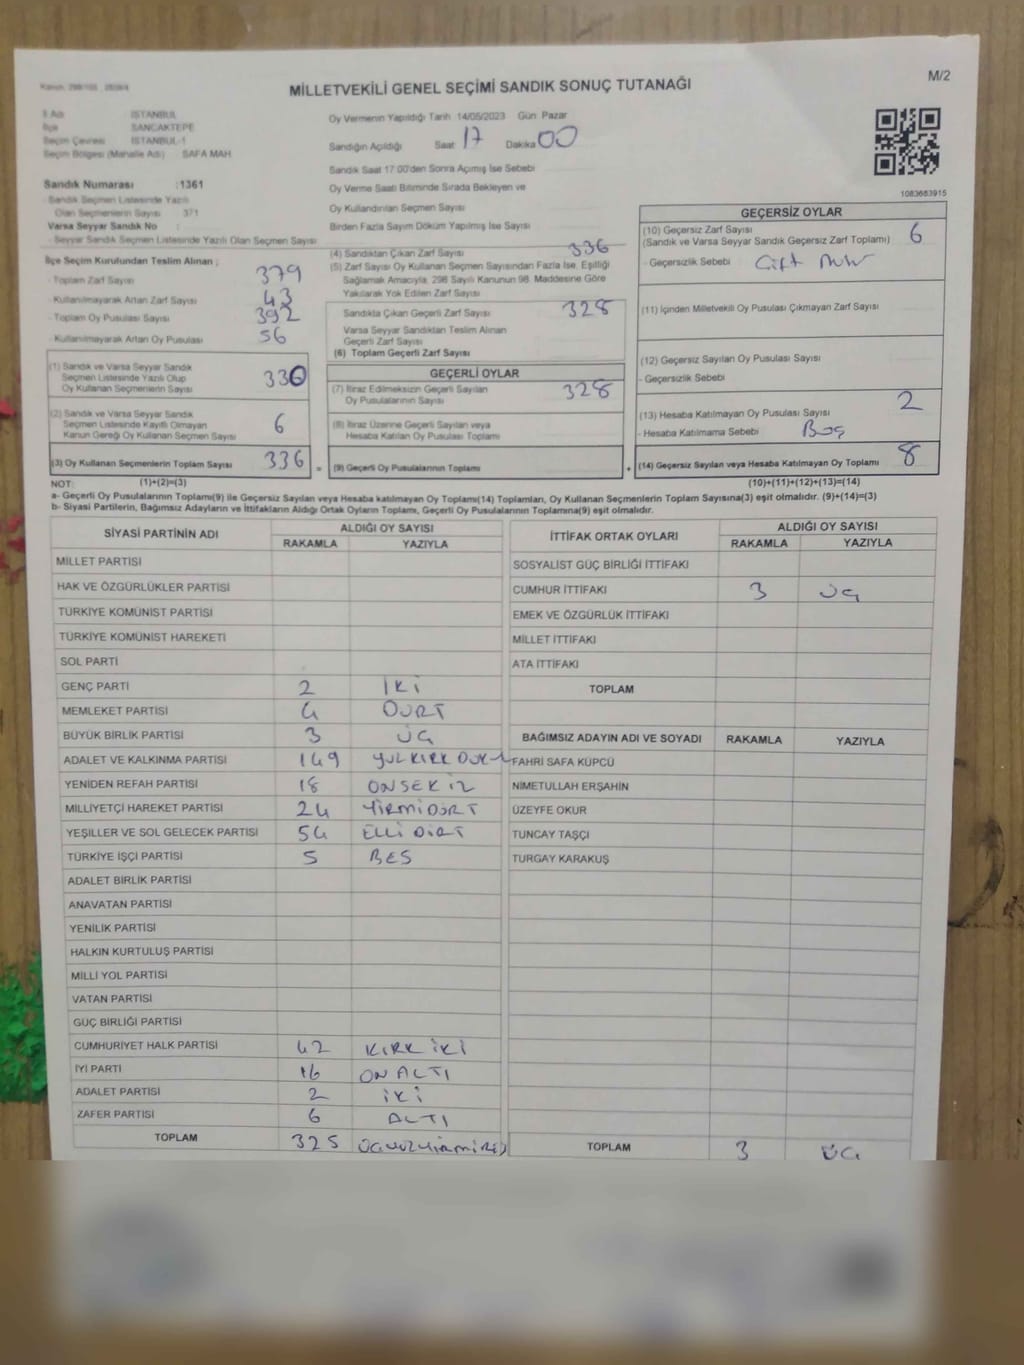 M/2
MİLLETVEKİLİ GENEL SEÇİMİ SANDIK SONUÇ TUTANAĞI
İl Adı İSTANBUL
İlçe SANCAKTEPE
Seçim Çevresi İSTANBUL-1
Seçim Bölgesi (Mahalle Adı) SAFA MAH.
Sandık Numarası :1361
- Sandık Seçmen Listesinde Yazılı
Olan Seçmenlerin Sayısı 371
Varsa Seyyar Sandık No :
- Seyyar Sandık Seçmen Listesinde Yazılı Olan Seçmen Sayısı
İlçe Seçim Kurulundan Teslim Alınan ;
- Toplam Zarf Sayısı 379
- Kullanılmayarak Artan Zarf Sayısı 43
- Toplam Oy Pusulası Sayısı 392
- Kullanılmayarak Artan Oy Pusulası 56
(1) Sandık ve Varsa Seyyar Sandık
Seçmen Listesinde Yazılı Olup
Oy Kullanan Seçmenlerin Sayısı 330
(2) Sandık ve Varsa Seyyar Sandık
Seçmen Listesinde Kayıtlı Olmayan
Kanun Gereği Oy Kullanan Seçmen Sayısı 6
(3) Oy Kullanan Seçmenlerin Toplam Sayısı 336 =
Oy Vermenin Yapıldığı Tarih 14/05/2023 Gün Pazar
Sandığın Açıldığı Saat 17 Dakika 00
Sandık Saat 17:00'den Sonra Açılmış İse Sebebi
Oy Verme Saati Bitiminde Sırada Bekleyen ve
Oy Kullandırılan Seçmen Sayısı
Birden Fazla Sayım Döküm Yapılmış İse Sayısı
(4) Sandıktan Çıkan Zarf Sayısı 336
(5) Zarf Sayısı Oy Kullanan Seçmen Sayısından Fazla İse, Eşitliği
Sağlamak Amacıyla, 298 Sayılı Kanunun 98. Maddesine Göre
Yakılarak Yok Edilen Zarf Sayısı
Sandıkta Çıkan Geçerli Zarf Sayısı 328
Varsa Seyyar Sandıktan Teslim Alınan
Geçerli Zarf Sayısı
(6) Toplam Geçerli Zarf Sayısı
GEÇERLİ OYLAR
(7) İtiraz Edilmeksizin Geçerli Sayılan
Oy Pusulalarının Sayısı 328
(8) İtiraz Üzerine Geçerli Sayılan veya
Hesaba Katılan Oy Pusulası Toplamı
(9) Geçerli Oy Pusulalarının Toplamı +
1083683915
GEÇERSİZ OYLAR
(10) Geçersiz Zarf Sayısı 6
(Sandık ve Varsa Seyyar Sandık Geçersiz Zarf Toplamı)
- Geçersizlik Sebebi Çift
(11) İçinden Milletvekili Oy Pusulası Çıkmayan Zarf Sayısı
(12) Geçersiz Sayılan Oy Pusulası Sayısı
- Geçersizlik Sebebi
(13) Hesaba Katılmayan Oy Pusulası Sayısı 2
- Hesaba Katılmama Sebebi Boş
(14) Geçersiz Sayılan veya Hesaba Katılmayan Oy Toplamı 8
NOT: (1)+(2)=(3) (10)+(11)+(12)+(13)=(14)
a- Geçerli Oy Pusulalarının Toplamı(9) ile Geçersiz Sayılan veya Hesaba katılmayan Oy Toplamı(14) Toplamları, Oy Kullanan Seçmenlerin Toplam Sayısına(3) eşit olmalıdır. (9)+(14)=(3)
b- Siyasi Partilerin, Bağımsız Adayların ve İttifakların Aldığı Ortak Oyların Toplamı, Geçerli Oy Pusulalarının Toplamına(9) eşit olmalıdır.
SİYASİ PARTİNİN ADI ALDIĞI OY SAYISI
RAKAMLA YAZIYLA
MİLLET PARTİSİ
HAK VE ÖZGÜRLÜKLER PARTİSİ
TÜRKİYE KOMÜNİST PARTİSİ
TÜRKİYE KOMÜNİST HAREKETİ
SOL PARTİ
GENÇ PARTİ 2 İKİ
MEMLEKET PARTİSİ 4 DÖRT
BÜYÜK BİRLİK PARTİSİ 3 ÜÇ
ADALET VE KALKINMA PARTİSİ 149
YENİDEN REFAH PARTİSİ 18 ONSEKİZ
MİLLİYETÇİ HAREKET PARTİSİ 24 YİRMİDÖRT
YEŞİLLER VE SOL GELECEK PARTİSİ 54 ELLİ DÖRT
TÜRKİYE İŞÇİ PARTİSİ 5 BES
ADALET BİRLİK PARTİSİ
ANAVATAN PARTİSİ
YENİLİK PARTİSİ
HALKIN KURTULUŞ PARTİSİ
MİLLİ YOL PARTİSİ
VATAN PARTİSİ
GÜÇ BİRLİĞİ PARTİSİ
CUMHURİYET HALK PARTİSİ 42 KIRK İKİ
İYİ PARTİ 16 ON ALTI
ADALET PARTİSİ 2 İKİ
ZAFER PARTİSİ 6 ALTI
TOPLAM 325
İTTİFAK ORTAK OYLARI ALDIĞI OY SAYISI
RAKAMLA YAZIYLA
SOSYALİST GÜÇ BİRLİĞİ İTTİFAKI
CUMHUR İTTİFAKI 3 ÜÇ
EMEK VE ÖZGÜRLÜK İTTİFAKI
MİLLET İTTİFAKI
ATA İTTİFAKI
TOPLAM
BAĞIMSIZ ADAYIN ADI VE SOYADI RAKAMLA YAZIYLA
FAHRİ SAFA KÜPCÜ
NİMETULLAH ERŞAHİN
ÜZEYFE OKUR
TUNCAY TAŞÇI
TURGAY KARAKUŞ
TOPLAM 3 ÜÇ